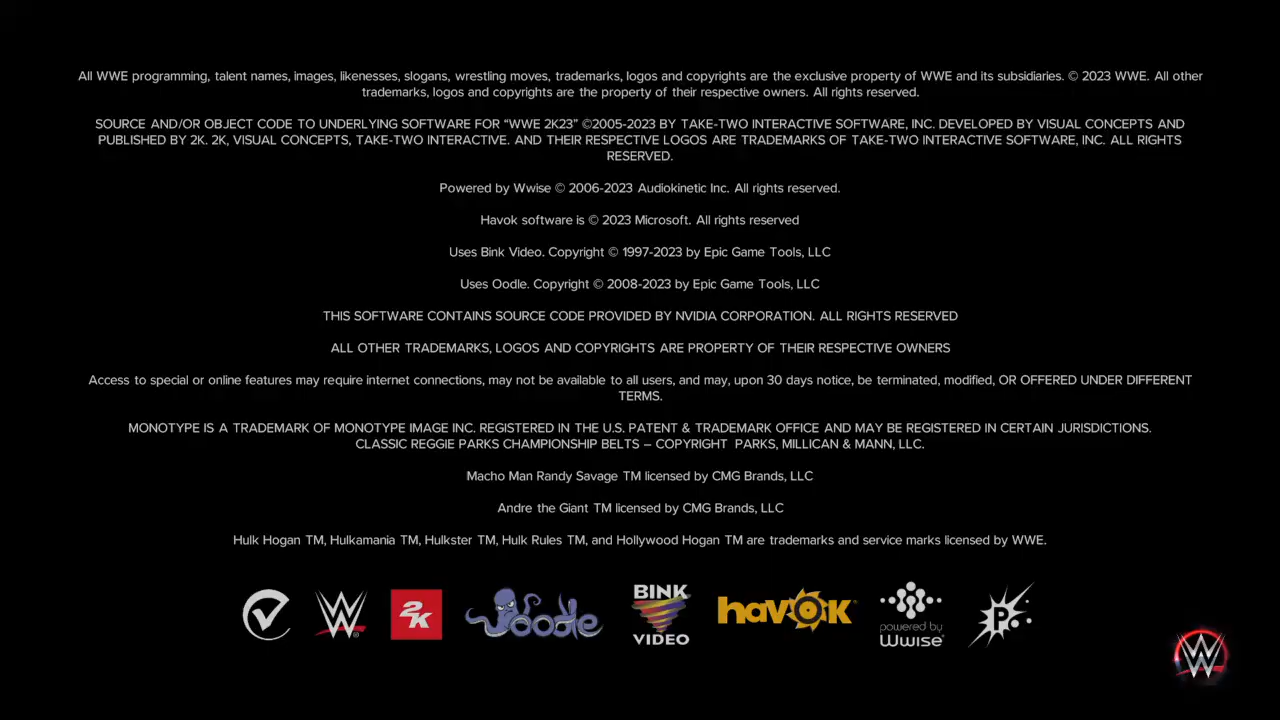 All WWE programming, talent names, images, likenesses, slogans, wrestling moves, trademarks, logos and copyrights are the exclusive property of WWE and its subsidiaries. © 2023 WWE. All other
trademarks, logos and copyrights are the property of their respective owners. All rights reserved.
SOURCE AND/OR OBJECT CODE TO UNDERLYING SOFTWARE FOR “WWE 2K23” ©2005-2023 BY TAKE-TWO INTERACTIVE SOFTWARE, INC. DEVELOPED BY VISUAL CONCEPTS AND
PUBLISHED BY 2K. 2K, VISUAL CONCEPTS, TAKE-TWO INTERACTIVE. AND THEIR RESPECTIVE LOGOS ARE TRADEMARKS OF TAKE-TWO INTERACTIVE SOFTWARE, INC. ALL RIGHTS
RESERVED.
Powered by Wwise © 2006-2023 Audiokinetic Inc. All rights reserved.
Havok software is © 2023 Microsoft. All rights reserved
Uses Bink Video. Copyright © 1997-2023 by Epic Game Tools, LLC
Uses Oodle. Copyright © 2008-2023 by Epic Game Tools, LLC
THIS SOFTWARE CONTAINS SOURCE CODE PROVIDED BY NVIDIA CORPORATION. ALL RIGHTS RESERVED
ALL OTHER TRADEMARKS, LOGOS AND COPYRIGHTS ARE PROPERTY OF THEIR RESPECTIVE OWNERS
Access to special or online features may require internet connections, may not be available to all users, and may, upon 30 days notice, be terminated, modified, OR OFFERED UNDER DIFFERENT
TERMS.
MONOTYPE IS A TRADEMARK OF MONOTYPE IMAGE INC. REGISTERED IN THE U.S. PATENT & TRADEMARK OFFICE AND MAY BE REGISTERED IN CERTAIN JURISDICTIONS.
CLASSIC REGGIE PARKS CHAMPIONSHIP BELTS – COPYRIGHT PARKS, MILLICAN & MANN, LLC.
Macho Man Randy Savage TM licensed by CMG Brands, LLC
Andre the Giant TM licensed by CMG Brands, LLC
Hulk Hogan TM, Hulkamania TM, Hulkster TM, Hulk Rules TM, and Hollywood Hogan TM are trademarks and service marks licensed by WWE.
W ® 2K Oodle BINK VIDEO havok powered by Wwise P
W